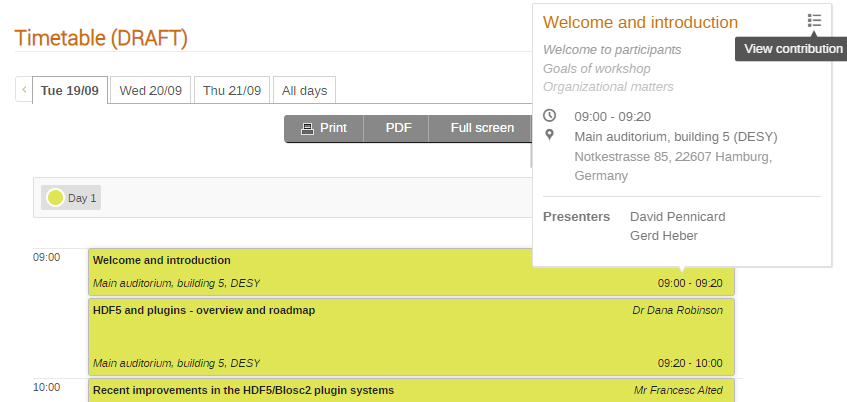 Timetable (DRAFT)
Tue 19/09
Wed 20/09
Thu 21/09
All days
Print
PDF
Full screen
Day 1
Welcome and introduction
View contribution
Welcome to participants
Goals of workshop
Organizational matters
09:00 - 09:20
Main auditorium, building 5 (DESY)
Notkestrasse 85, 22607 Hamburg,
Germany
Presenters
David Pennicard
Gerd Heber
09:00
Welcome and introduction
Main auditorium, building 5, DESY
09:00 - 09:20
HDF5 and plugins - overview and roadmap
Dr Dana Robinson
Main auditorium, building 5, DESY
09:20 - 10:00
10:00
Recent improvements in the HDF5/Blosc2 plugin systems
Mr Francesc Alted